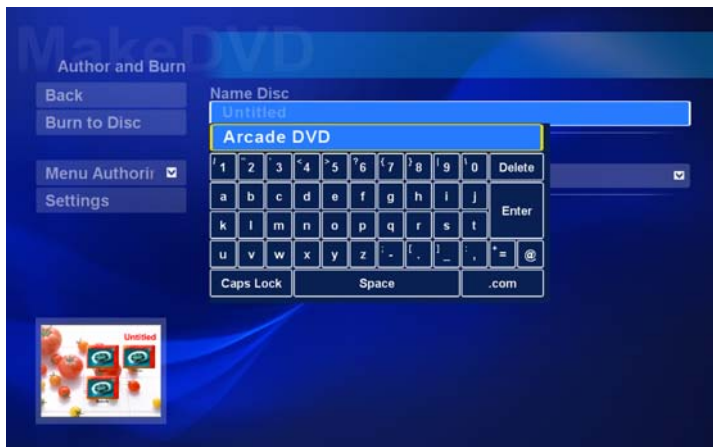 MakeDVD
Author and Burn
Back
Burn to Disc
Menu Authorir
Settings
Name Disc
Untitled
Arcade DVD
1 2 3 4 5 6 7 8 9 0 Delete
a b c d e f g h i j
Enter
k l m n o p q r s t
u v w x y z - . _ , = @
Caps Lock Space .com
Untitled